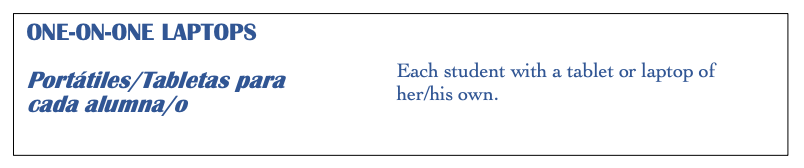 ONE-ON-ONE LAPTOPS
Portátiles/Tabletas para
cada alumna/o
Each student with a tablet or laptop of
her/his own.